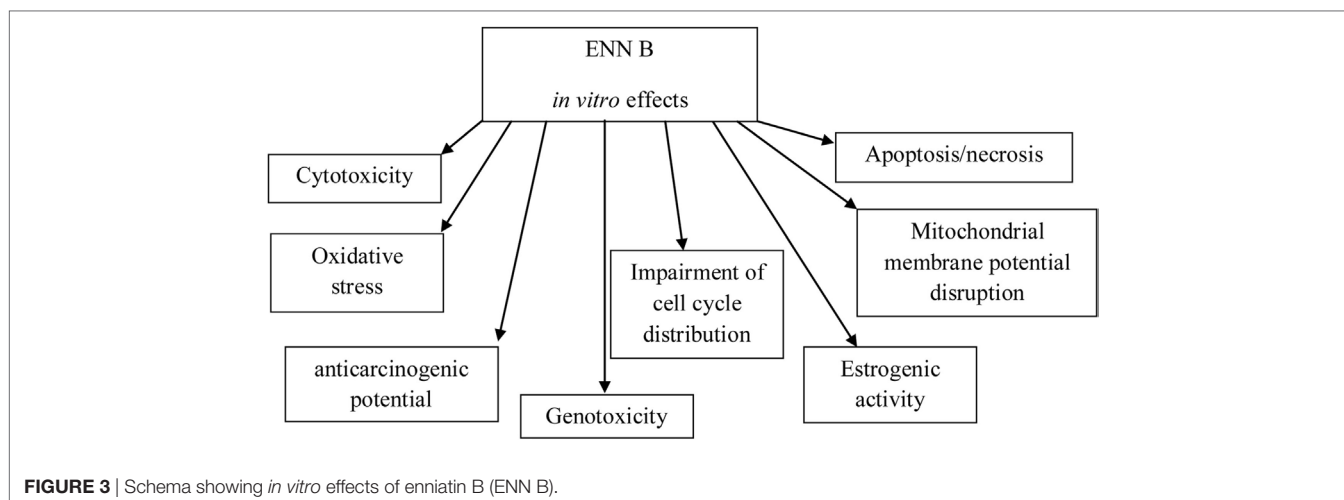 ENN B
in vitro effects
Cytotoxicity
Oxidative
stress
anticarcinogenic
potential
Genotoxicity
Impairment of
cell cycle
distribution
Estrogenic
activity
Mitochondrial
membrane potential
disruption
Apoptosis/necrosis
FIGURE 3 | Schema showing in vitro effects of enniatin B (ENN B).